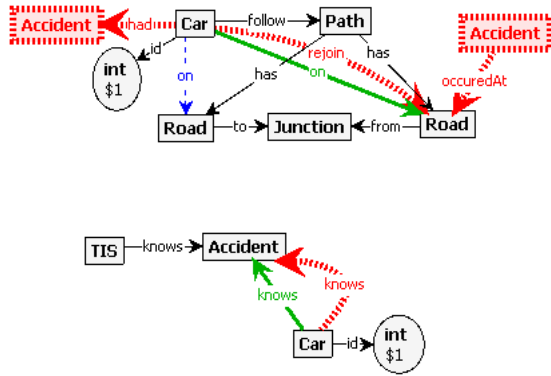 Accident
had
Car
follow
Path
Accident
id
rejoin
has
int
$1
on
has
on
occuredAt
Road
to
Junction
from
Road
TIS
knows
Accident
knows
knows
Car
id
int
$1